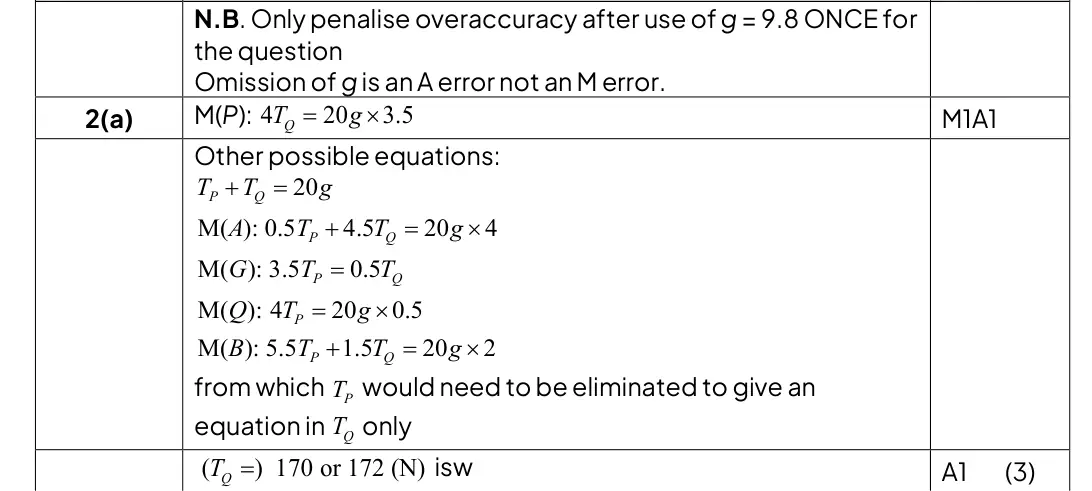 N.B. Only penalise overaccuracy after use of g = 9.8 ONCE for
the question
Omission of g is an A error not an M error.
2(a) M(P): 4T_Q = 20g × 3.5 M1A1
Other possible equations:
T_P + T_Q = 20g
M(A): 0.5T_P + 4.5T_Q = 20g × 4
M(G): 3.5T_P = 0.5T_Q
M(Q): 4T_P = 20g × 0.5
M(B): 5.5T_P + 1.5T_Q = 20g × 2
from which T_P would need to be eliminated to give an
equation in T_Q only
(T_Q =) 170 or 172 (N) isw A1 (3)